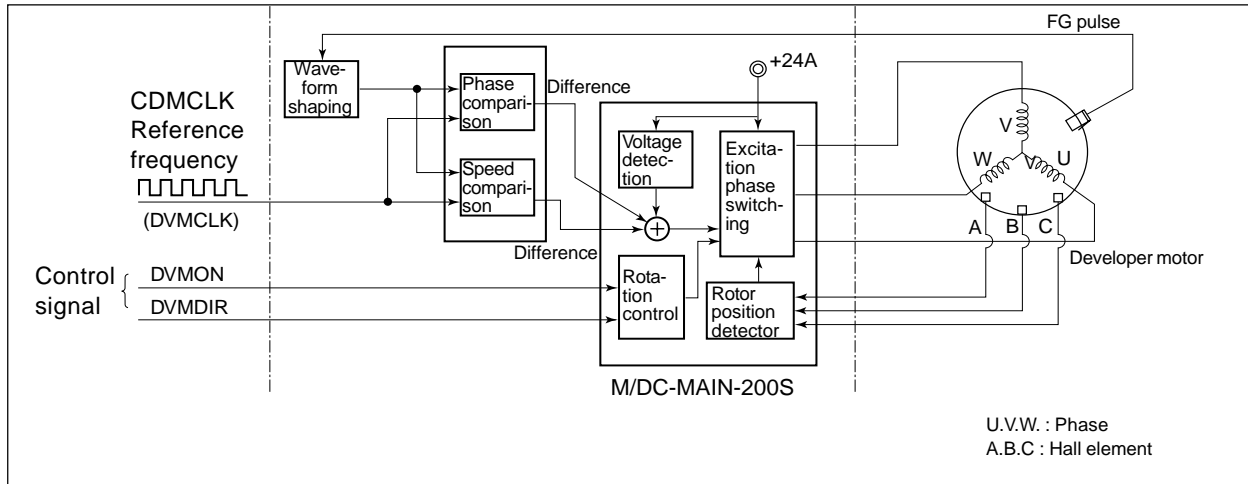 FG pulse
Wave-
form
shaping
+24A
Phase
compari-
son
Difference
CDMCLK
Reference
frequency
(DVMCLK)
Voltage
detec-
tion
Excita-
tion
phase
switch-
ing
V
W
U
Speed
compari-
son
+
A
B
C
Difference
Developer motor
Control
signal
DVMON
DVMDIR
Rota-
tion
control
Rotor
position
detector
M/DC-MAIN-200S
U.V.W. : Phase
A.B.C : Hall element